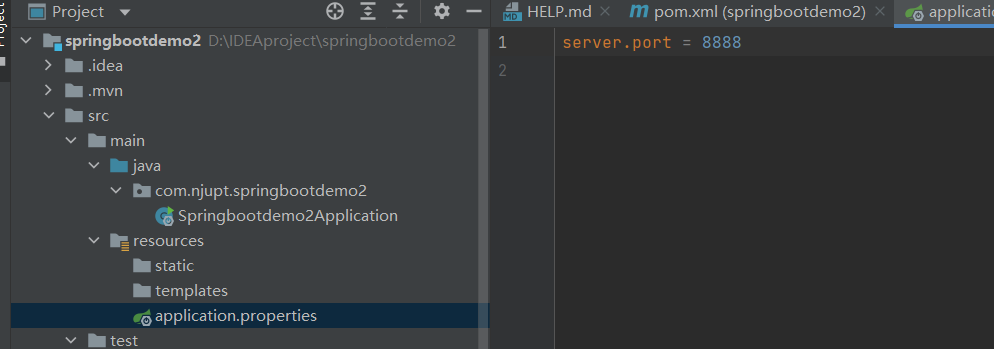 Project
HELP.md
pom.xml (springbootdemo2)
Project
springbootdemo2 D:\IDEAproject\springbootdemo2
.idea
.mvn
src
main
java
com.njupt.springbootdemo2
Springbootdemo2Application
resources
static
templates
application.properties
test
1 server.port = 8888
2